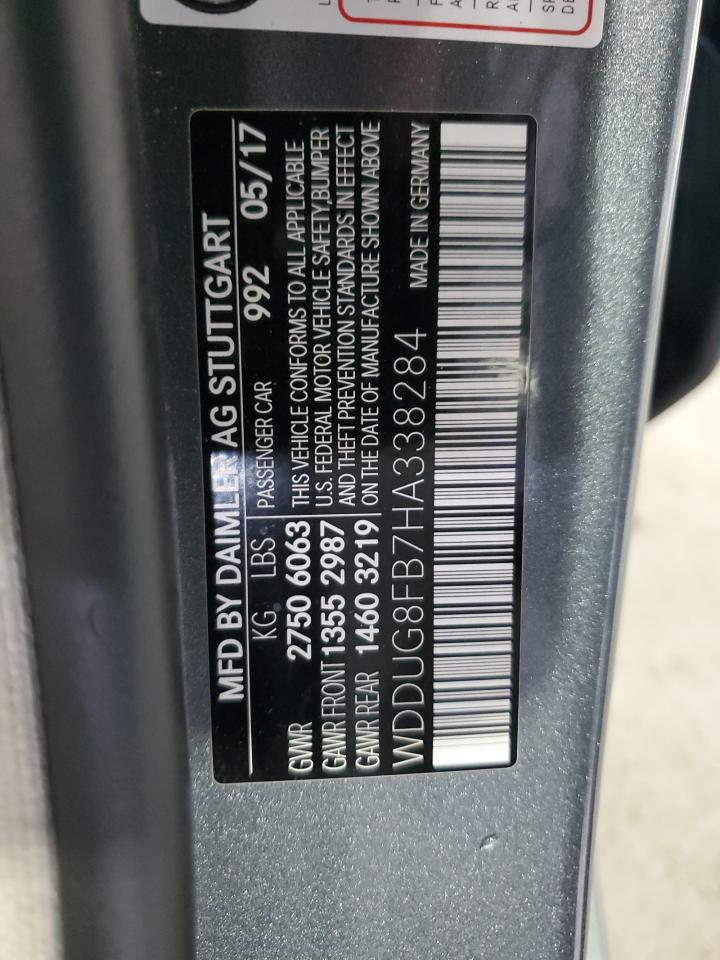 MFD BY DAIMLER AG STUTTGART
KG LBS PASSENGER CAR 992 05/17
GWWR 2750 6063 THIS VEHICLE CONFORMS TO ALL APPLICABLE
GAWR FRONT 1355 2987 U.S. FEDERAL MOTOR VEHICLE SAFETY,BUMPER
GAWR REAR 1460 3219 AND THEFT PREVENTION STANDARDS IN EFFECT
ON THE DATE OF MANUFACTURE SHOWN ABOVE
WDDUG8FB7HA338284 MADE IN GERMANY